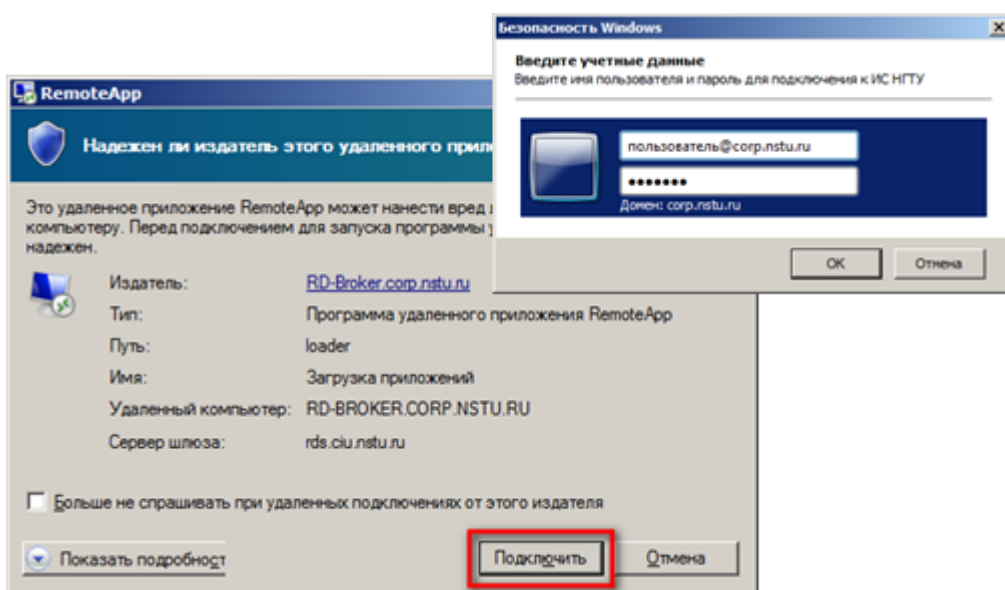 Безопасность Windows
Введите учетные данные
Введите имя пользователя и пароль для подключения к ИС НГТУ
пользователь@corp.nstu.ru
•••••••
Домен: corp.nstu.ru
OK
Отмена
RemoteApp
Надежен ли издатель этого удаленного
Это удаленное приложение RemoteApp может нанести вред
компьютеру. Перед подключением для запуска программы
надежен.
Издатель: RD-Broker.corp.nstu.ru
Тип: Программа удаленного приложения RemoteApp
Путь: loader
Имя: Загрузка приложений
Удаленный компьютер: RD-BROKER.CORP.NSTU.RU
Сервер шлюза: rds.ciu.nstu.ru
Больше не спрашивать при удаленных подключениях от этого издателя
Показать подробност
Подключить
Отмена